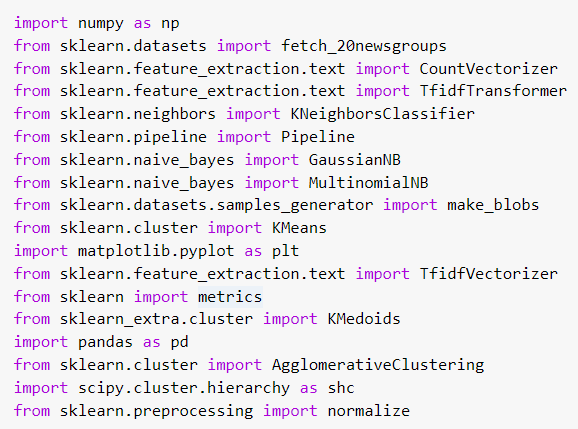 import numpy as np
from sklearn.datasets import fetch_20newsgroups
from sklearn.feature_extraction.text import CountVectorizer
from sklearn.feature_extraction.text import TfidfTransformer
from sklearn.neighbors import KNeighborsClassifier
from sklearn.pipeline import Pipeline
from sklearn.naive_bayes import GaussianNB
from sklearn.naive_bayes import MultinomialNB
from sklearn.datasets.samples_generator import make_blobs
from sklearn.cluster import KMeans
import matplotlib.pyplot as plt
from sklearn.feature_extraction.text import TfidfVectorizer
from sklearn import metrics
from sklearn_extra.cluster import KMedoids
import pandas as pd
from sklearn.cluster import AgglomerativeClustering
import scipy.cluster.hierarchy as shc
from sklearn.preprocessing import normalize